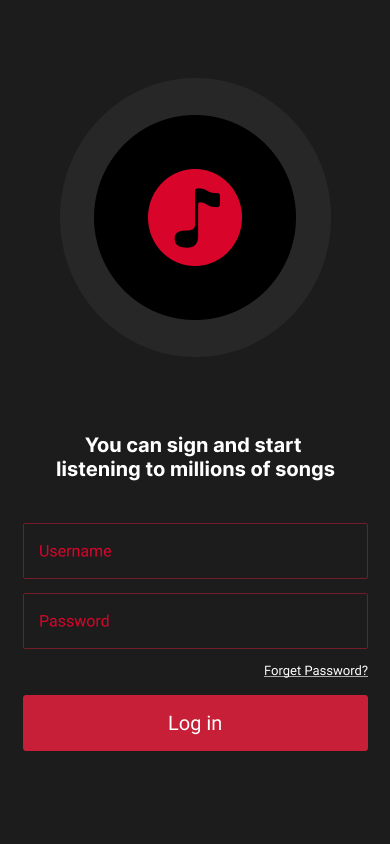 You can sign and start
listening to millions of songs
Username
Password
Forget Password?
Log in